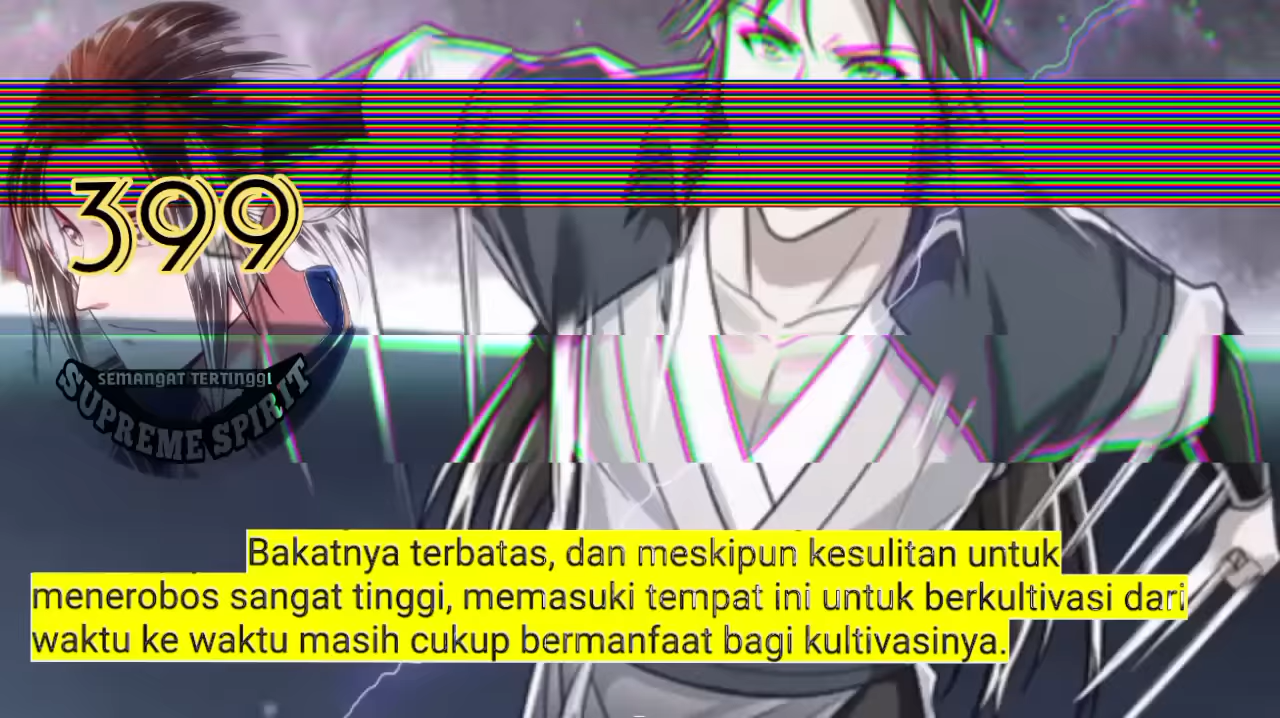 399
SEMANGAT TERTINGGI
SUPREME SPIRIT
Bakatnya terbatas, dan meskipun kesulitan untuk
menerobos sangat tinggi, memasuki tempat ini untuk berkultivasi dari
waktu ke waktu masih cukup bermanfaat bagi kultivasinya.